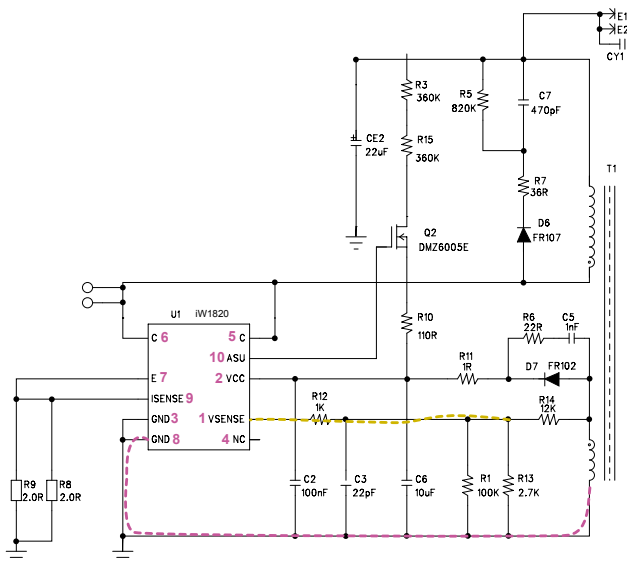 E1
E2
CY1
R3
360K
R5
820K
C7
470pF
CE2
22uF
R15
360K
T1
R7
36R
D6
FR107
Q2
DMZ6005E
U1 iW1820
C 6
5 C
10 ASU
E 7
2 VCC
ISENSE 9
GND 3
1 VSENSE
GND 8
4 NC
R10
110R
R6
22R
C5
1nF
R11
1R
D7 FR102
R12
1K
R14
12K
R9
2.0R
R8
2.0R
C2
100nF
C3
22pF
C6
10uF
R1
100K
R13
2.7K